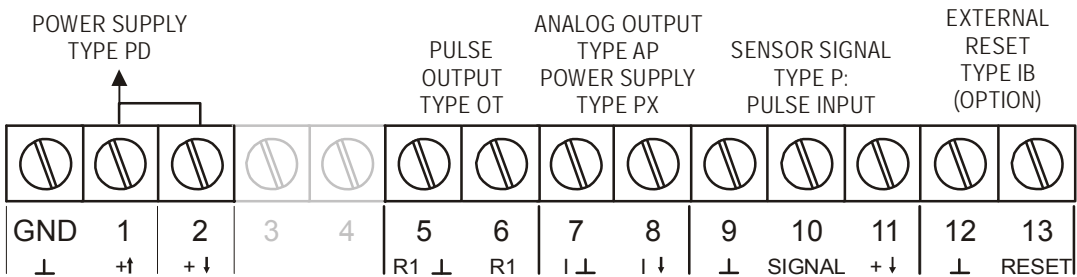 POWER SUPPLY
TYPE PD
PULSE
OUTPUT
TYPE OT
ANALOG OUTPUT
TYPE AP
POWER SUPPLY
TYPE PX
SENSOR SIGNAL
TYPE P:
PULSE INPUT
EXTERNAL
RESET
TYPE IB
(OPTION)
GND 1 2 3 4 5 6 7 8 9 10 11 12 13
⊥ +↑ +↓ R1 ⊥ R1 I ⊥ I ↓ ⊥ SIGNAL +↓ ⊥ RESET